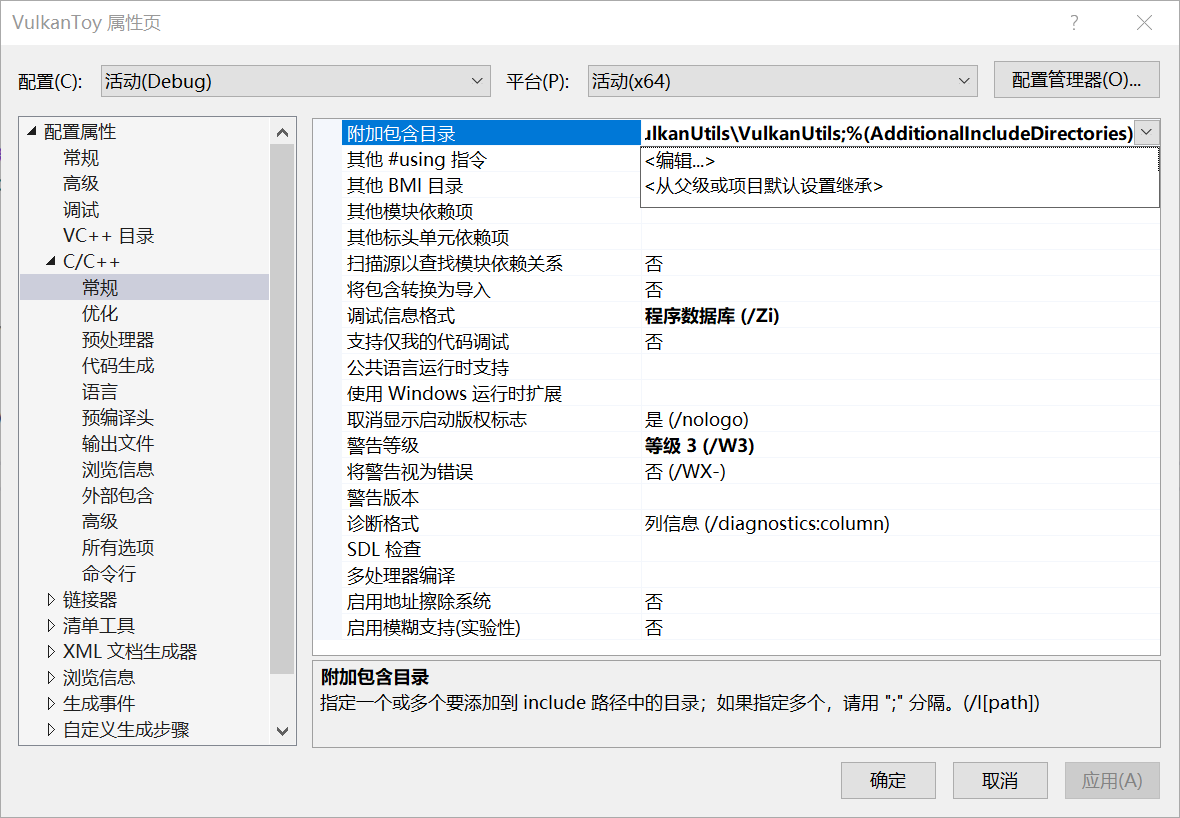 VulkanToy 属性页
配置(C): 活动(Debug) 平台(P): 活动(x64) 配置管理器(O)...
配置属性
常规
高级
调试
VC++ 目录
C/C++
常规
优化
预处理器
代码生成
语言
预编译头
输出文件
浏览信息
外部包含
高级
所有选项
命令行
链接器
清单工具
XML 文档生成器
浏览信息
生成事件
自定义生成步骤
附加包含目录 ulkanUtils\VulkanUtils;%(AdditionalIncludeDirectories)
<编辑...>
<从父级或项目默认设置继承>
其他 #using 指令
其他 BMI 目录
其他模块依赖项
其他标头单元依赖项
扫描源以查找模块依赖关系 否
将包含转换为导入 否
调试信息格式 程序数据库 (/Zi)
支持仅我的代码调试 否
公共语言运行时支持
使用 Windows 运行时扩展
取消显示启动版权标志 是 (/nologo)
警告等级 等级 3 (/W3)
将警告视为错误 否 (/WX-)
警告版本
诊断格式 列信息 (/diagnostics:column)
SDL 检查
多处理器编译
启用地址擦除系统 否
启用模糊支持(实验性) 否
附加包含目录
指定一个或多个要添加到 include 路径中的目录；如果指定多个，请用 ";" 分隔。(/I[path])
确定 取消 应用(A)